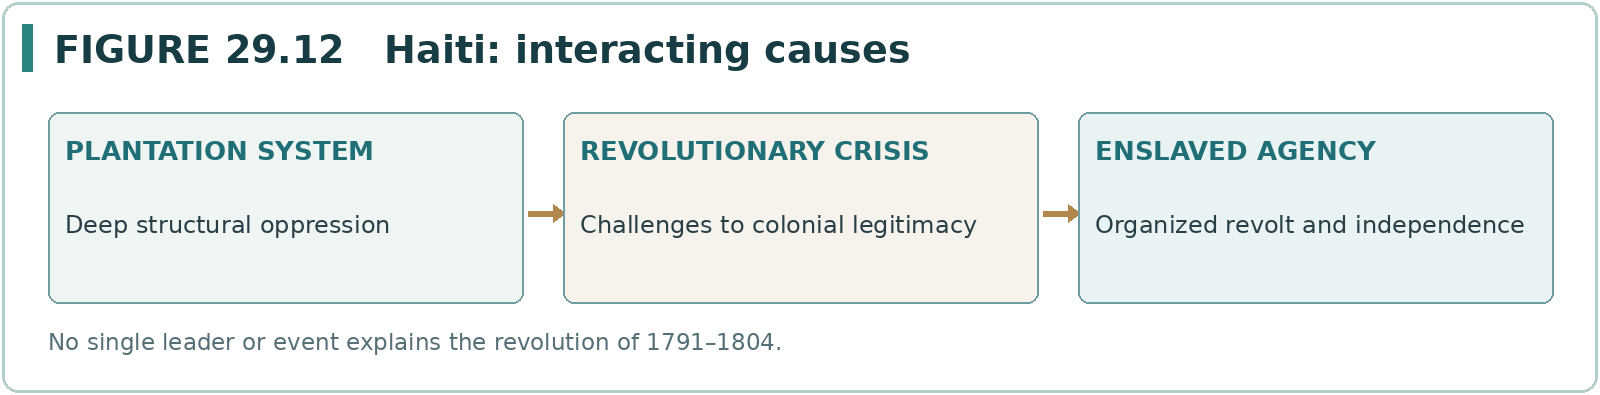 FIGURE 29.12 Haiti: interacting causes
PLANTATION SYSTEM
Deep structural oppression
REVOLUTIONARY CRISIS
Challenges to colonial legitimacy
ENSLAVED AGENCY
Organized revolt and independence
No single leader or event explains the revolution of 1791–1804.